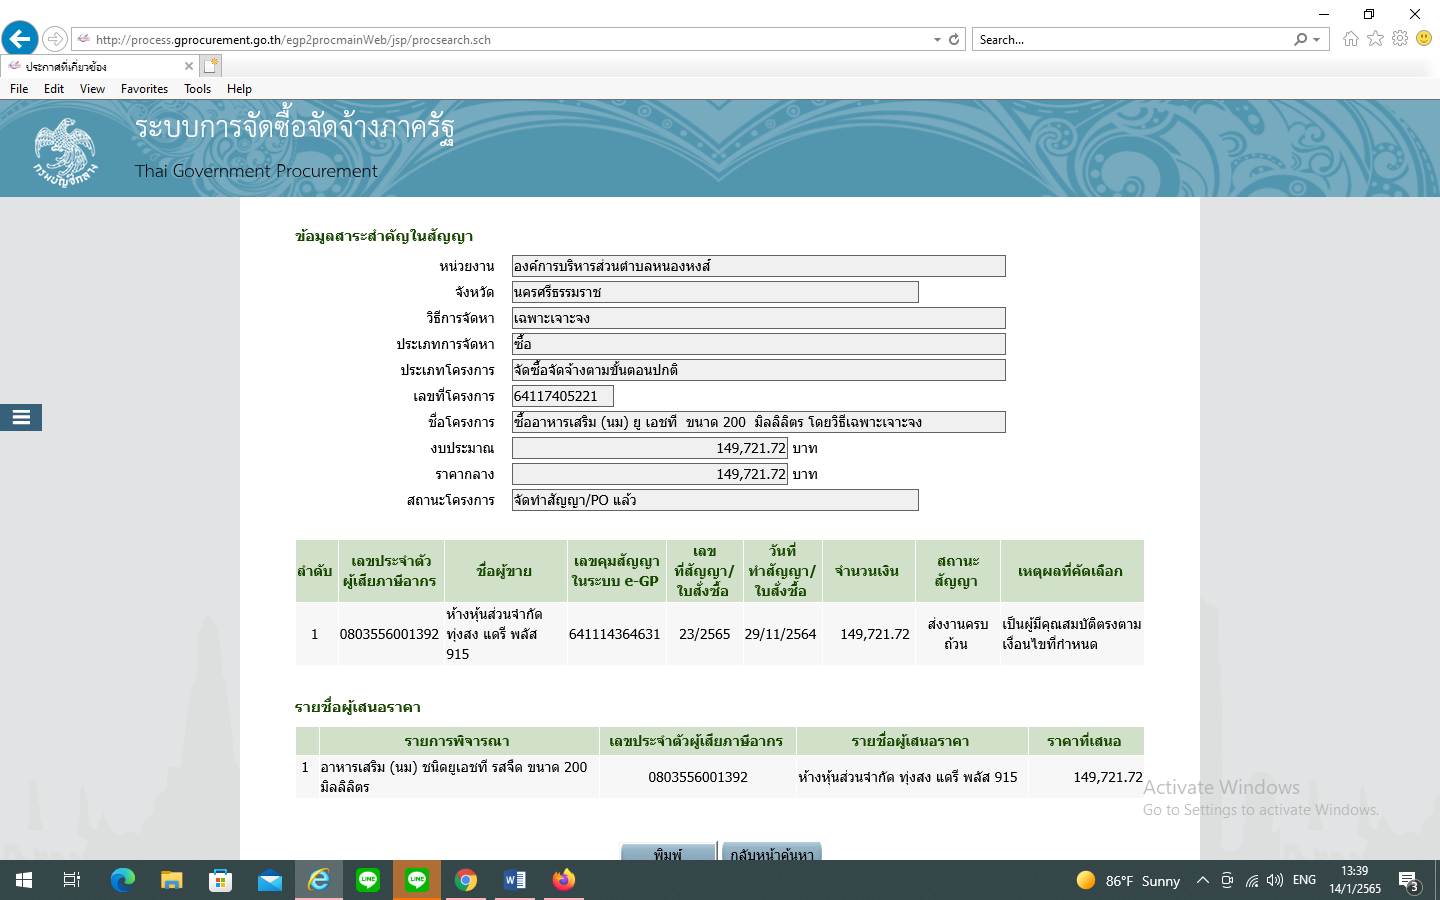 http://process.gprocurement.go.th/egp2procmainWeb/jsp/procsearch.sch
Search...
ประกาศที่เกี่ยวข้อง
File Edit View Favorites Tools Help
ระบบการจัดซื้อจัดจ้างภาครัฐ
Thai Government Procurement
กรมบัญชีกลาง
ข้อมูลสาระสำคัญในสัญญา
หน่วยงาน องค์การบริหารส่วนตำบลหนองหงส์
จังหวัด นครศรีธรรมราช
วิธีการจัดหา เฉพาะเจาะจง
ประเภทการจัดหา ซื้อ
ประเภทโครงการ จัดซื้อจัดจ้างตามขั้นตอนปกติ
เลขที่โครงการ 64117405221
ชื่อโครงการ ซื้ออาหารเสริม (นม) ยู เอชที ขนาด 200 มิลลิลิตร โดยวิธีเฉพาะเจาะจง
งบประมาณ 149,721.72 บาท
ราคากลาง 149,721.72 บาท
สถานะโครงการ จัดทำสัญญา/PO แล้ว
ลำดับ เลขประจำตัวผู้เสียภาษีอากร ชื่อผู้ขาย เลขคุมสัญญาในระบบ e-GP เลขที่สัญญา/ใบสั่งซื้อ วันที่ทำสัญญา/ใบสั่งซื้อ จำนวนเงิน สถานะสัญญา เหตุผลที่คัดเลือก
1 0803556001392 ห้างหุ้นส่วนจำกัด ทุ่งสง แดรี่ พลัส 915 641114364631 23/2565 29/11/2564 149,721.72 ส่งงานครบถ้วน เป็นผู้มีคุณสมบัติตรงตามเงื่อนไขที่กำหนด
รายชื่อผู้เสนอราคา
รายการพิจารณา เลขประจำตัวผู้เสียภาษีอากร รายชื่อผู้เสนอราคา ราคาที่เสนอ
1 อาหารเสริม (นม) ชนิดยูเอชที รสจืด ขนาด 200 มิลลิลิตร 0803556001392 ห้างหุ้นส่วนจำกัด ทุ่งสง แดรี่ พลัส 915 149,721.72
Activate Windows
Go to Settings to activate Windows.
พิมพ์ กลับหน้าค้นหา
86°F Sunny ENG 13:39
14/1/2565
3